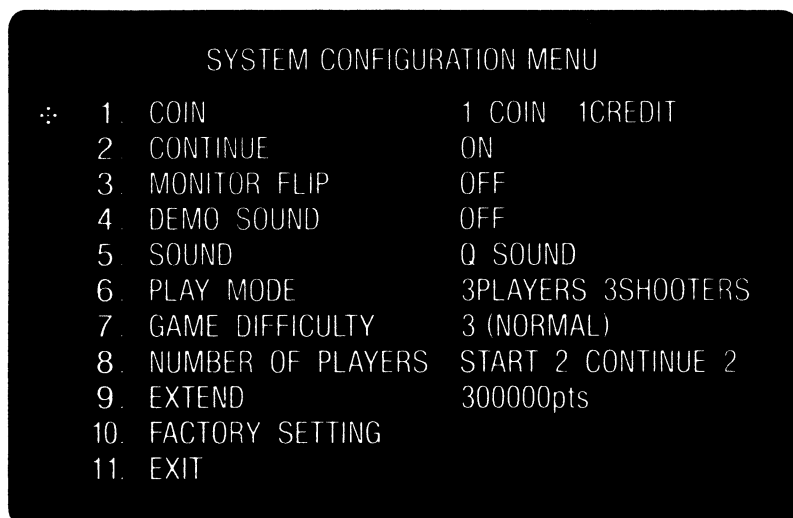 SYSTEM CONFIGURATION MENU
1. COIN 1 COIN 1CREDIT
2. CONTINUE ON
3. MONITOR FLIP OFF
4. DEMO SOUND OFF
5. SOUND Q SOUND
6. PLAY MODE 3PLAYERS 3SHOOTERS
7. GAME DIFFICULTY 3 (NORMAL)
8. NUMBER OF PLAYERS START 2 CONTINUE 2
9. EXTEND 300000pts
10. FACTORY SETTING
11. EXIT